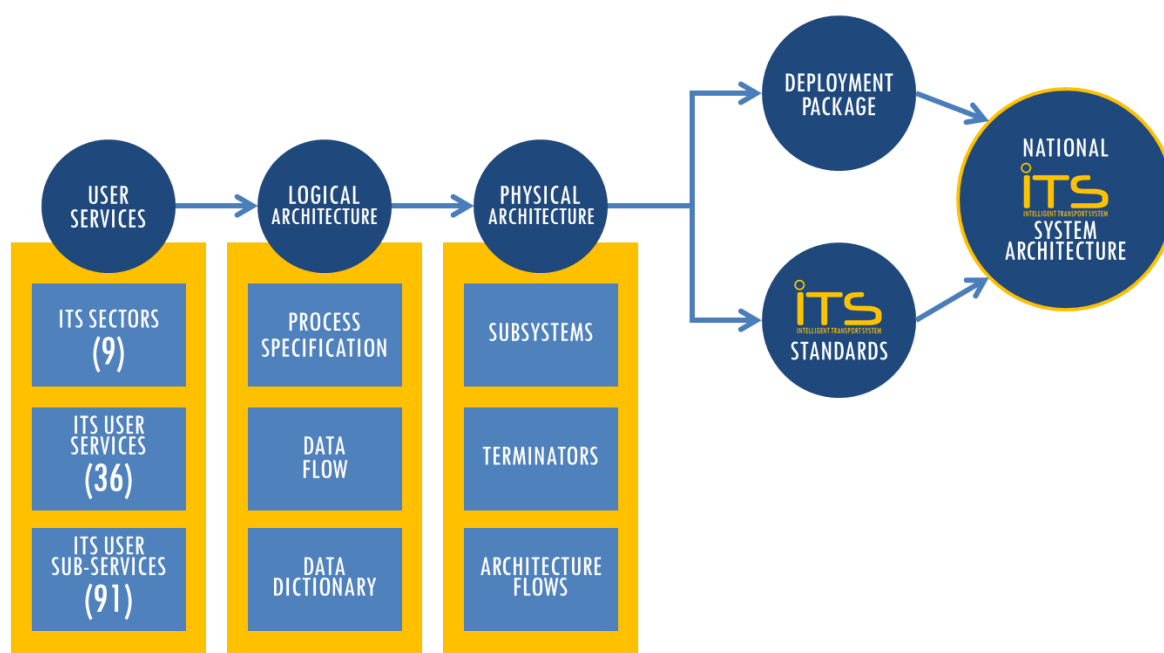 DEPLOYMENT
PACKAGE
NATIONAL
iTS
INTELLIGENT TRANSPORT SYSTEM
SYSTEM
ARCHITECTURE
USER
SERVICES
LOGICAL
ARCHITECTURE
PHYSICAL
ARCHITECTURE
iTS
INTELLIGENT TRANSPORT SYSTEM
STANDARDS
ITS SECTORS
(9)
ITS USER
SERVICES
(36)
ITS USER
SUB-SERVICES
(91)
PROCESS
SPECIFICATION
DATA
FLOW
DATA
DICTIONARY
SUBSYSTEMS
TERMINATORS
ARCHITECTURE
FLOWS